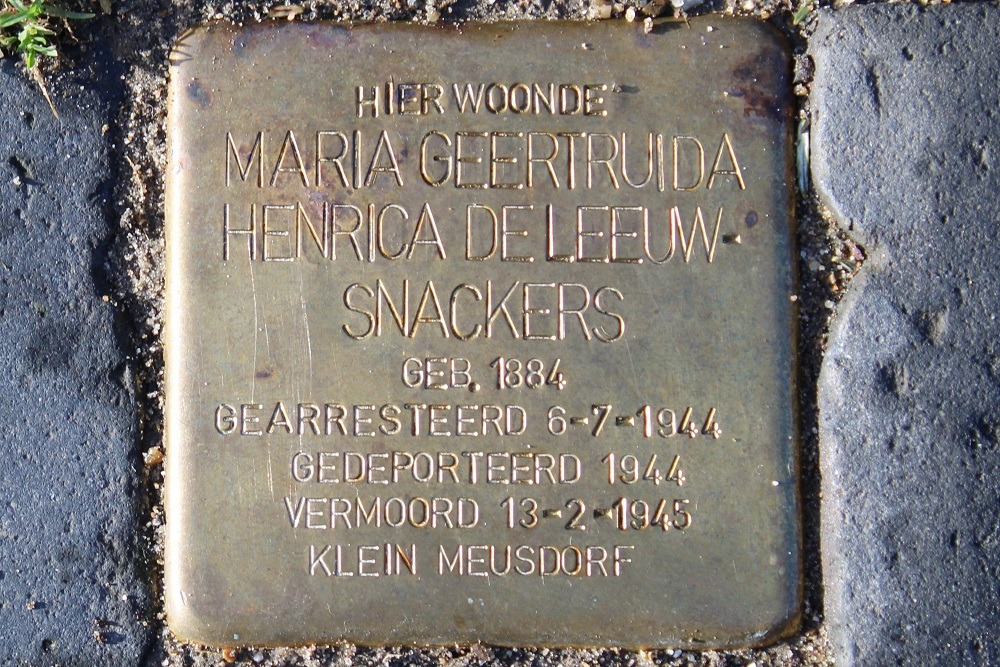 HIER WOONDE
MARIA GEERTRUIDA
HENRICA DE LEEUW-
SNACKERS
GEB. 1884
GEARRESTEERD 6-7-1944
GEDEPORTEERD 1944
VERMOORD 13-2-1945
KLEIN MEUSDORF